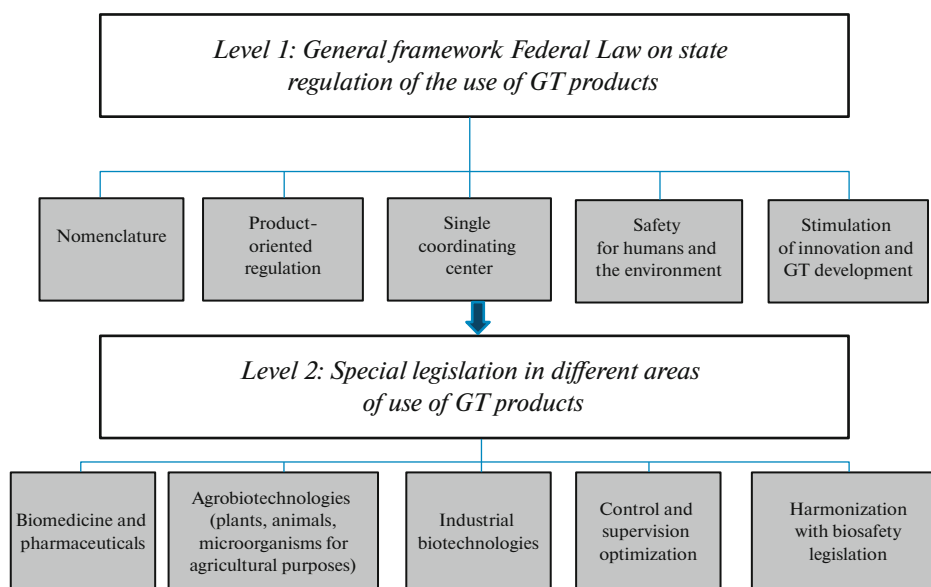 Level 1: General framework Federal Law on state
regulation of the use of GT products
Nomenclature
Product-
oriented
regulation
Single
coordinating
center
Safety
for humans and
the environment
Stimulation
of innovation and
GT development
Level 2: Special legislation in different areas
of use of GT products
Biomedicine and
pharmaceuticals
Agrobiotechnologies
(plants, animals,
microorganisms for
agricultural purposes)
Industrial
biotechnologies
Control and
supervision
optimization
Harmonization
with biosafety
legislation